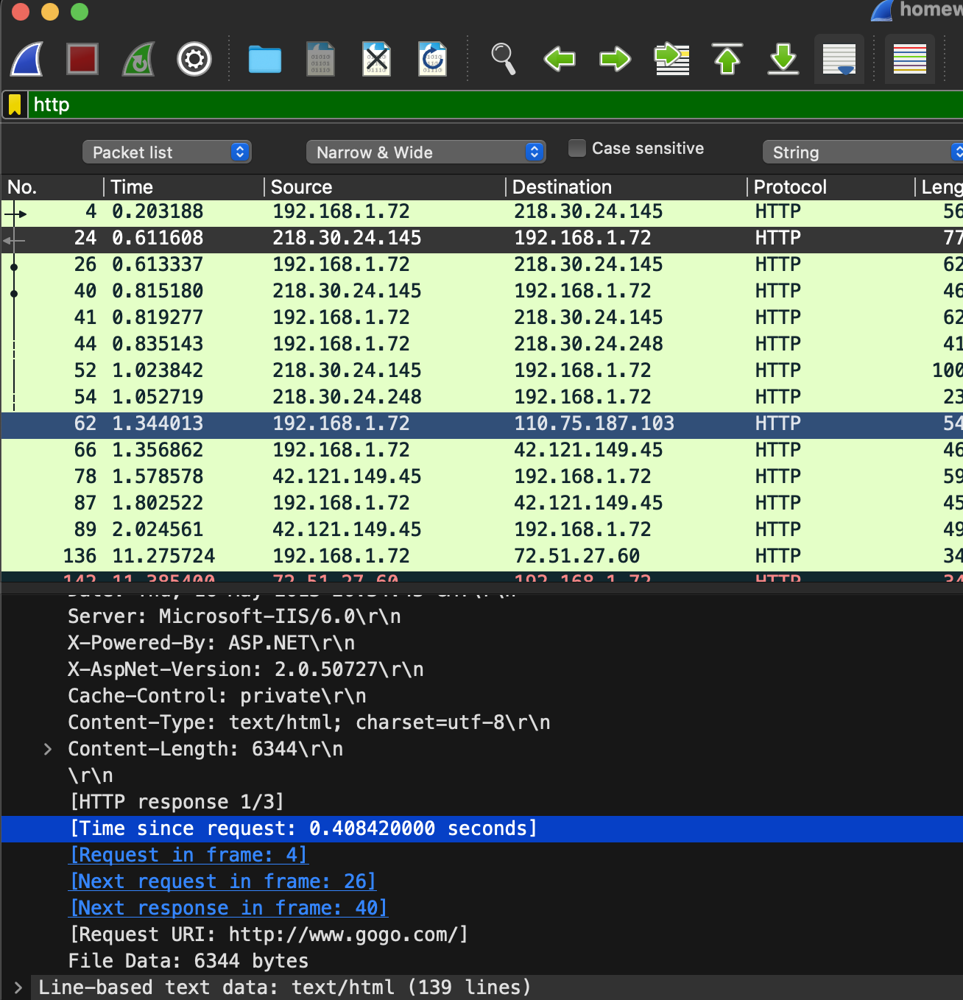 homew
http
Packet list Narrow & Wide Case sensitive String
No. Time Source Destination Protocol Leng
4 0.203188 192.168.1.72 218.30.24.145 HTTP 56
24 0.611608 218.30.24.145 192.168.1.72 HTTP 77
26 0.613337 192.168.1.72 218.30.24.145 HTTP 62
40 0.815180 218.30.24.145 192.168.1.72 HTTP 46
41 0.819277 192.168.1.72 218.30.24.145 HTTP 62
44 0.835143 192.168.1.72 218.30.24.248 HTTP 41
52 1.023842 218.30.24.145 192.168.1.72 HTTP 100
54 1.052719 218.30.24.248 192.168.1.72 HTTP 23
62 1.344013 192.168.1.72 110.75.187.103 HTTP 54
66 1.356862 192.168.1.72 42.121.149.45 HTTP 46
78 1.578578 42.121.149.45 192.168.1.72 HTTP 59
87 1.802522 192.168.1.72 42.121.149.45 HTTP 45
89 2.024561 42.121.149.45 192.168.1.72 HTTP 49
136 11.275724 192.168.1.72 72.51.27.60 HTTP 34
142 11.385400 72.51.27.60 192.168.1.72 HTTP 34
Server: Microsoft-IIS/6.0\r\n
X-Powered-By: ASP.NET\r\n
X-AspNet-Version: 2.0.50727\r\n
Cache-Control: private\r\n
Content-Type: text/html; charset=utf-8\r\n
Content-Length: 6344\r\n
\r\n
[HTTP response 1/3]
[Time since request: 0.408420000 seconds]
[Request in frame: 4]
[Next request in frame: 26]
[Next response in frame: 40]
[Request URI: http://www.gogo.com/]
File Data: 6344 bytes
Line-based text data: text/html (139 lines)